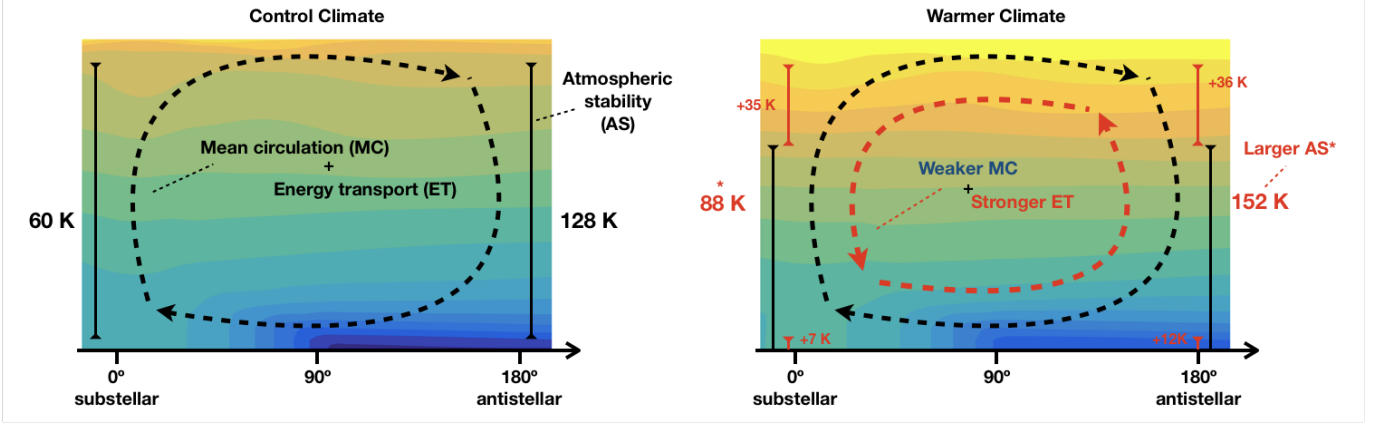 Control Climate
Atmospheric
stability
(AS)
Mean circulation (MC)
+
Energy transport (ET)
60 K
128 K
0º
90º
180º
substellar
antistellar
Warmer Climate
+35 K
+36 K
Larger AS*
Weaker MC
+
Stronger ET
*
88 K
152 K
+7 K
+12K
0º
90º
180º
substellar
antistellar